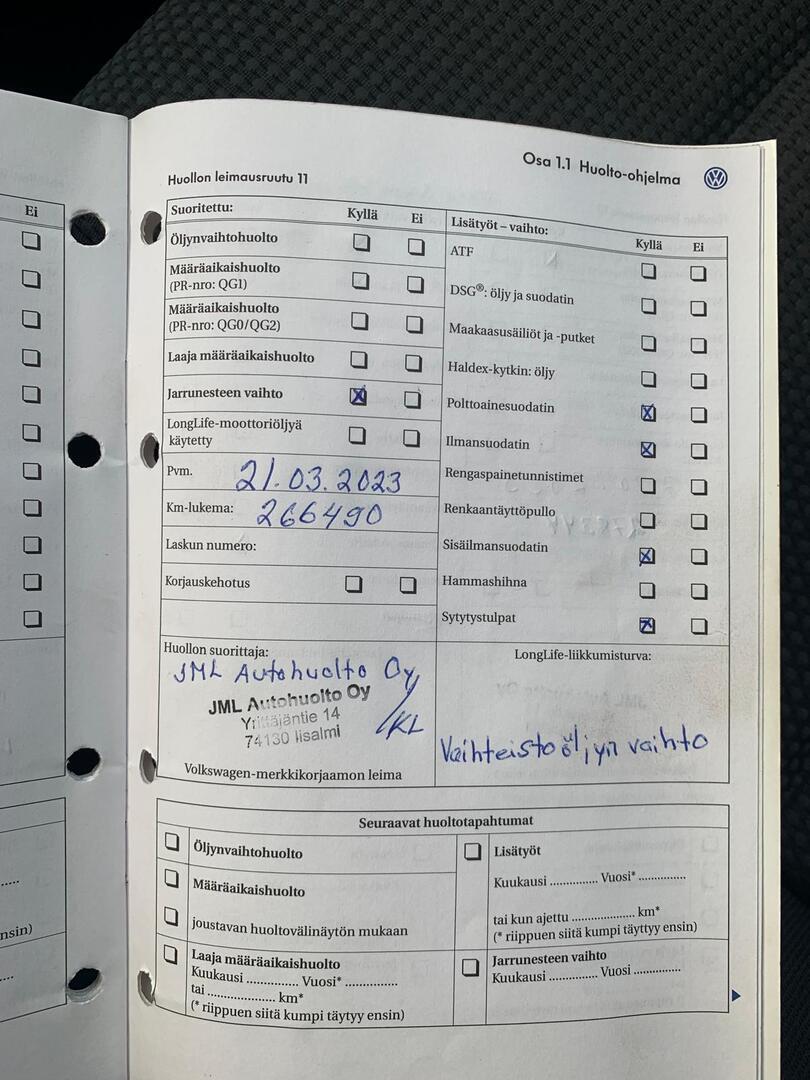 Osa 1.1 Huolto-ohjelma
Huollon leimausruutu 11
Ei
Suoritettu: Kyllä Ei
Öljynvaihtohuolto
Määräaikaishuolto
(PR-nro: QG1)
Määräaikaishuolto
(PR-nro: QG0/QG2)
Laaja määräaikaishuolto
Jarrunesteen vaihto
LongLife-moottoriöljyä
käytetty
Pvm. 21.03.2023
Km-lukema: 266490
Laskun numero:
Korjauskehotus
Lisätyöt – vaihto: Kyllä Ei
ATF
DSG®: öljy ja suodatin
Maakaasusäiliöt ja -putket
Haldex-kytkin: öljy
Polttoainesuodatin
Ilmansuodatin
Rengaspainetunnistimet
Renkaantäyttöpullo
Sisäilmansuodatin
Hammashihna
Sytytystulpat
Huollon suorittaja:
JML Autohuolto Oy
/KL
JML Autohuolto Oy
Yrittäjäntie 14
74130 Iisalmi
Volkswagen-merkkikorjaamon leima
LongLife-liikkumisturva:
Vaihteistoöljyn vaihto
Seuraavat huoltotapahtumat
Öljynvaihtohuolto
Määräaikaishuolto
joustavan huoltovälinäytön mukaan
Laaja määräaikaishuolto
Kuukausi .............. Vuosi* ..............
tai .................... km*
(* riippuen siitä kumpi täytyy ensin)
Lisätyöt
Kuukausi .............. Vuosi* ..............
tai kun ajettu .................... km*
(* riippuen siitä kumpi täyttyy ensin)
Jarrunesteen vaihto
Kuukausi .............. Vuosi ..............
nsin)